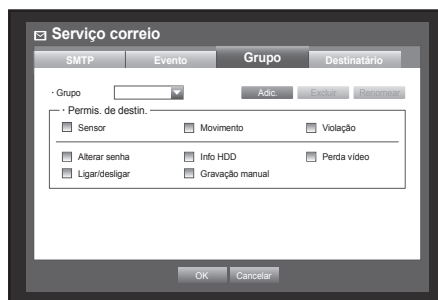 Serviço correio
SMTP Evento Grupo Destinatário
· Grupo Adic. Excluir Renomear
· Permis. de destin.
Sensor Movimento Violação
Alterar senha Info HDD Perda vídeo
Ligar/desligar Gravação manual
OK Cancelar